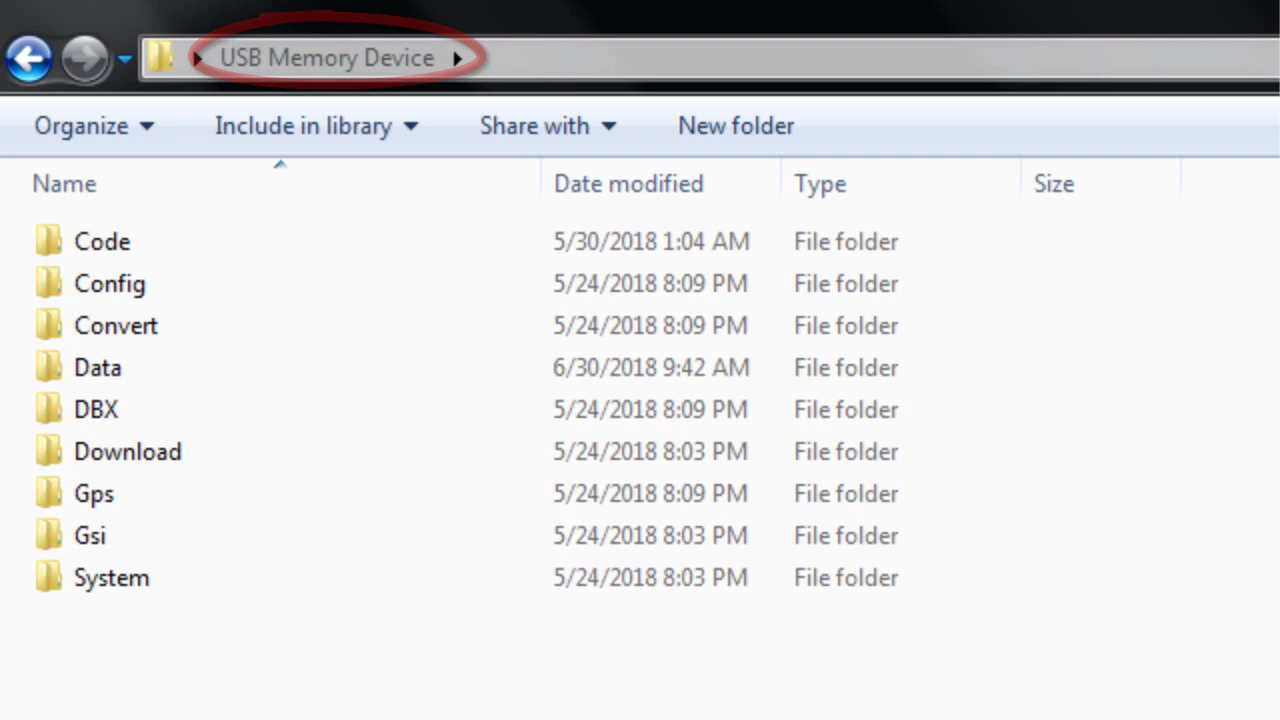 USB Memory Device
Organize Include in library Share with New folder
Name Date modified Type Size
Code 5/30/2018 1:04 AM File folder
Config 5/24/2018 8:09 PM File folder
Convert 5/24/2018 8:09 PM File folder
Data 6/30/2018 9:42 AM File folder
DBX 5/24/2018 8:09 PM File folder
Download 5/24/2018 8:03 PM File folder
Gps 5/24/2018 8:09 PM File folder
Gsi 5/24/2018 8:03 PM File folder
System 5/24/2018 8:03 PM File folder